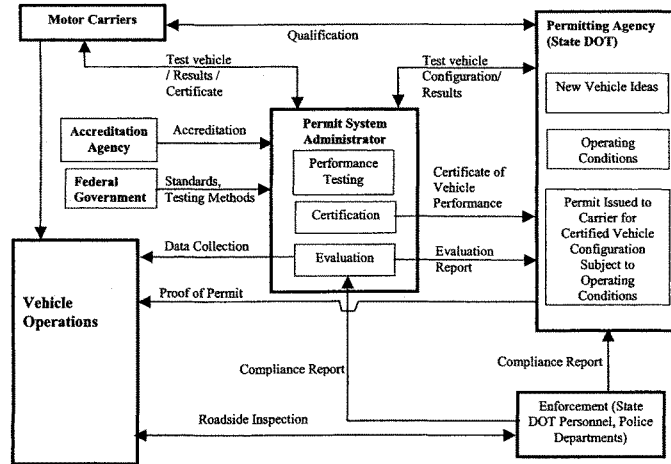 Motor Carriers
Qualification
Permitting Agency
(State DOT)
Test vehicle
/ Results /
Certificate
Test vehicle
Configuration/
Results
New Vehicle Ideas
Accreditation
Agency
Accreditation
Permit System
Administrator
Operating
Conditions
Federal
Government
Standards,
Testing Methods
Performance
Testing
Certificate of
Vehicle
Performance
Certification
Permit Issued to
Carrier for
Certified Vehicle
Configuration
Subject to
Operating
Conditions
Data Collection
Evaluation
Evaluation
Report
Vehicle
Operations
Proof of Permit
Compliance Report
Compliance Report
Roadside Inspection
Enforcement (State
DOT Personnel, Police
Departments)